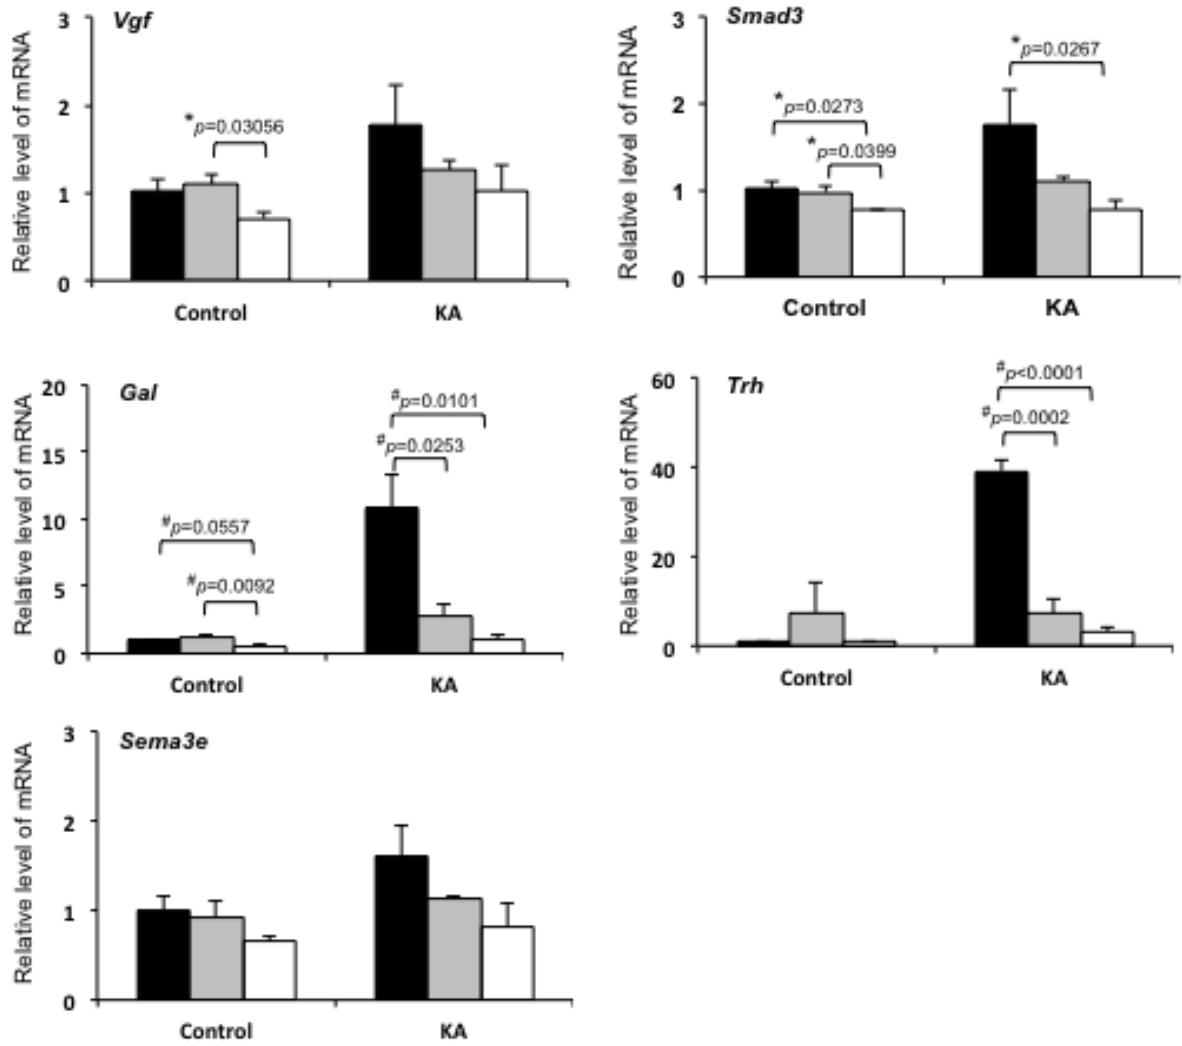 Vgf
Relative level of mRNA
3
2
1
0
*p=0.03056
Control
KA
Smad3
Relative level of mRNA
3
2
1
0
*p=0.0267
*p=0.0273
*p=0.0399
Control
KA
Gal
Relative level of mRNA
20
15
10
5
0
#p=0.0101
#p=0.0253
#p=0.0557
#p=0.0092
Control
KA
Trh
Relative level of mRNA
60
40
20
0
#p<0.0001
#p=0.0002
Control
KA
Sema3e
Relative level of mRNA
3
2
1
0
Control
KA